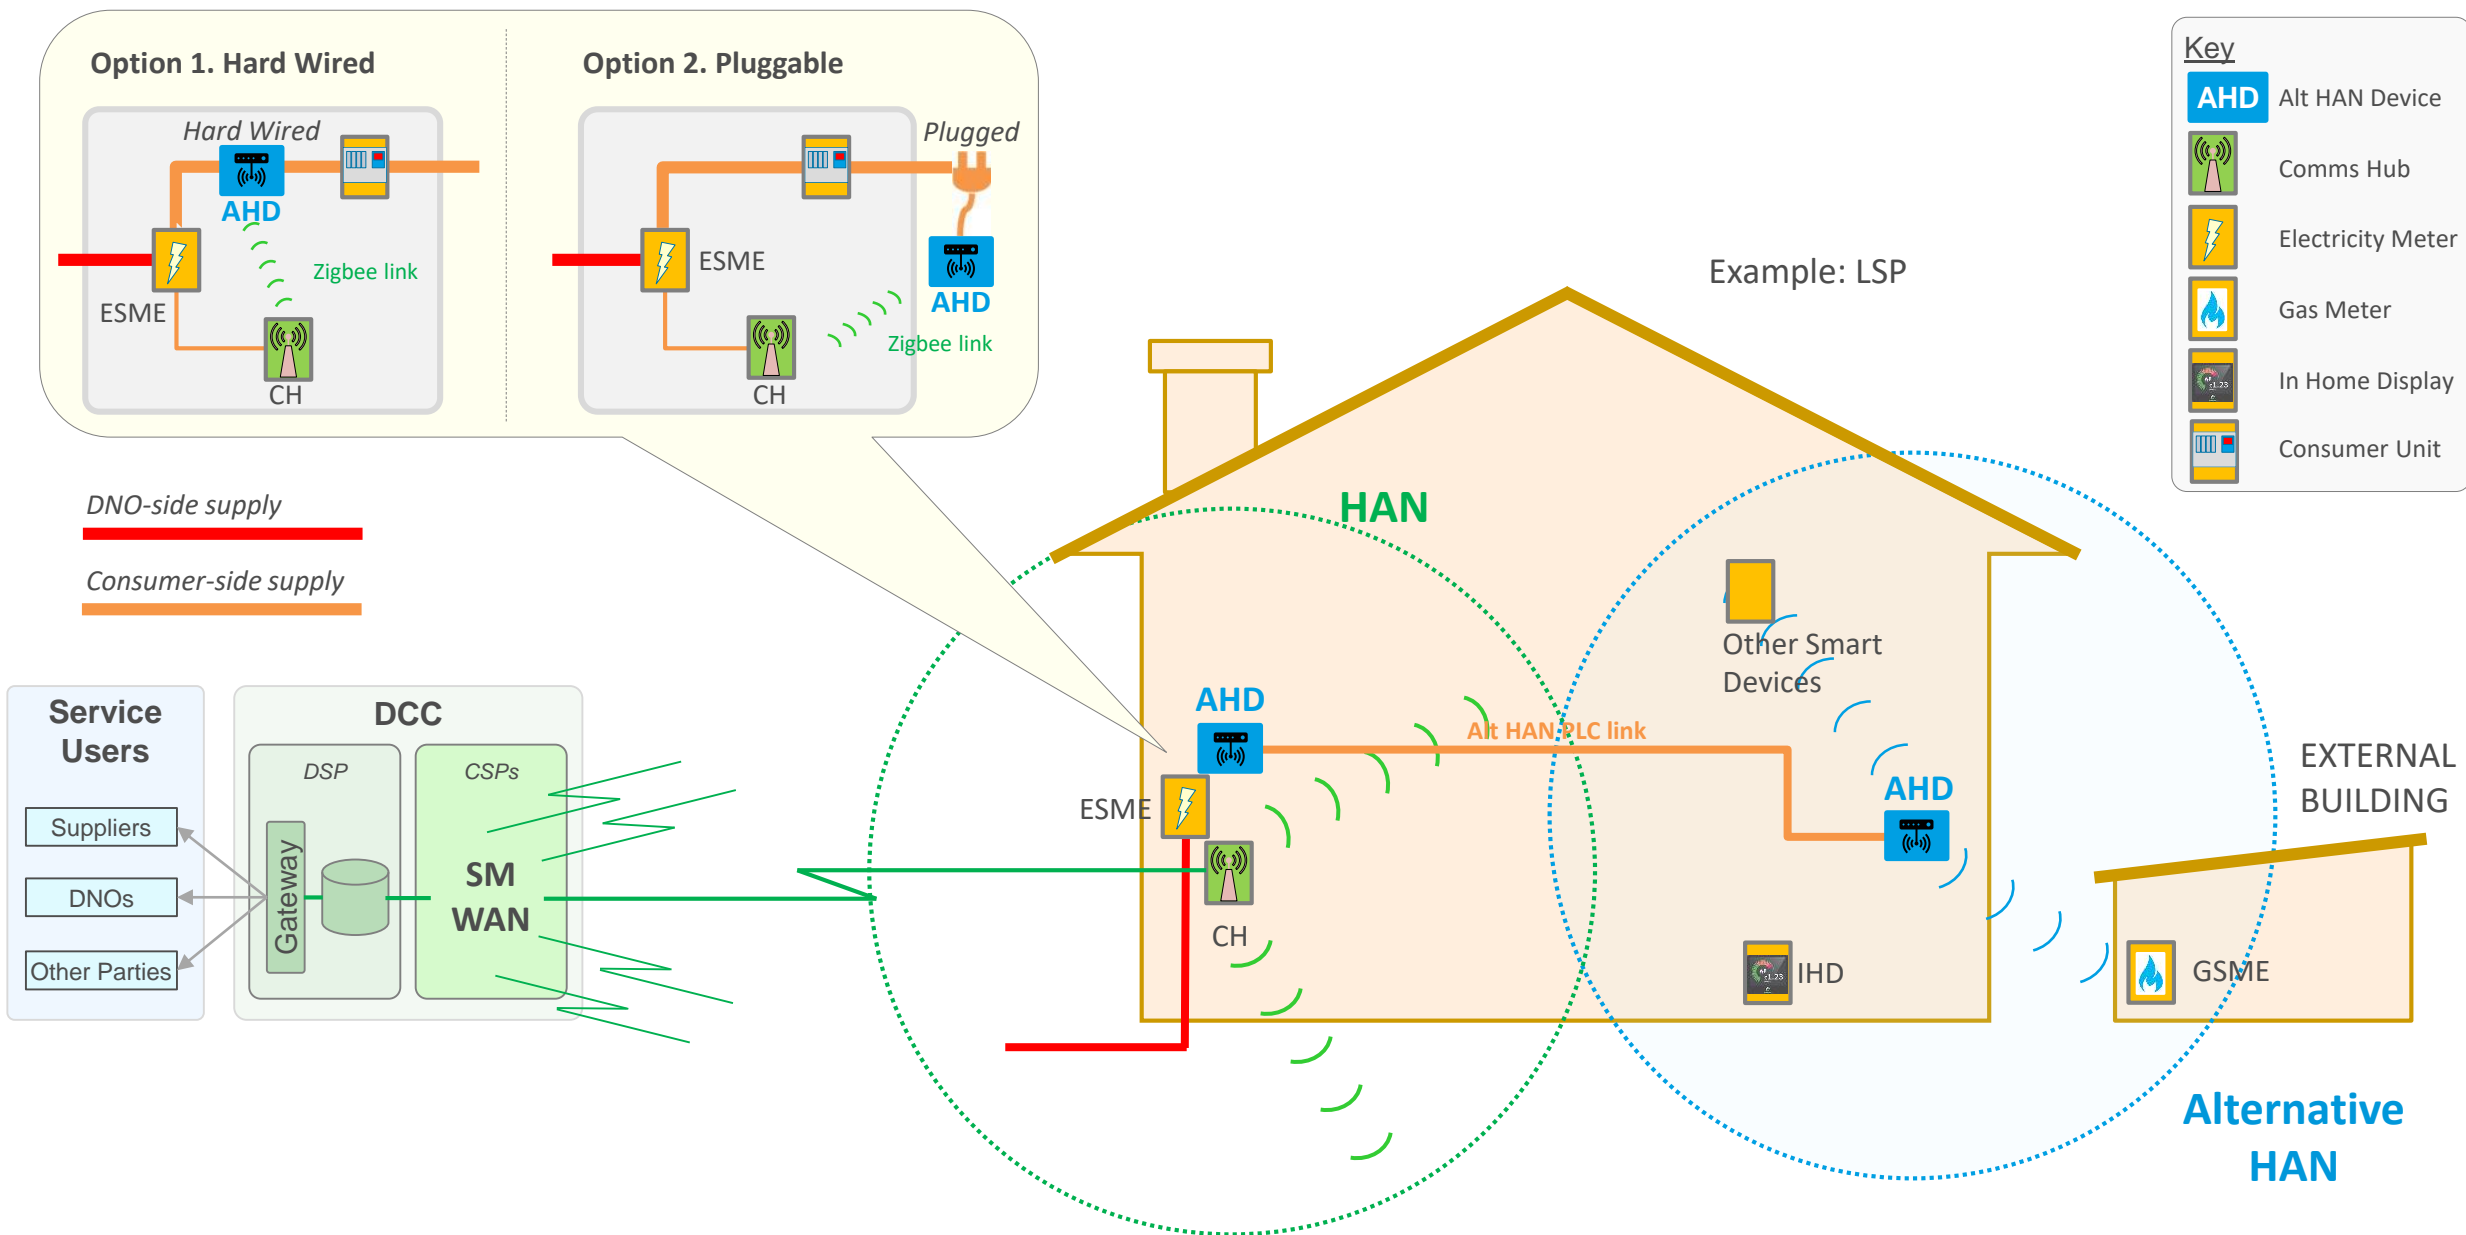 Option 1. Hard Wired
Hard Wired
AHD
Zigbee link
ESME
CH
Option 2. Pluggable
Plugged
ESME
AHD
Zigbee link
CH
Key
AHD Alt HAN Device
Comms Hub
Electricity Meter
Gas Meter
In Home Display
Consumer Unit
Example: LSP
DNO-side supply
Consumer-side supply
HAN
Other Smart
Devices
AHD
Alt HAN PLC link
ESME
CH
AHD
IHD
EXTERNAL
BUILDING
GSME
Alternative
HAN
Service
Users
Suppliers
DNOs
Other Parties
DCC
DSP
Gateway
CSPs
SM
WAN